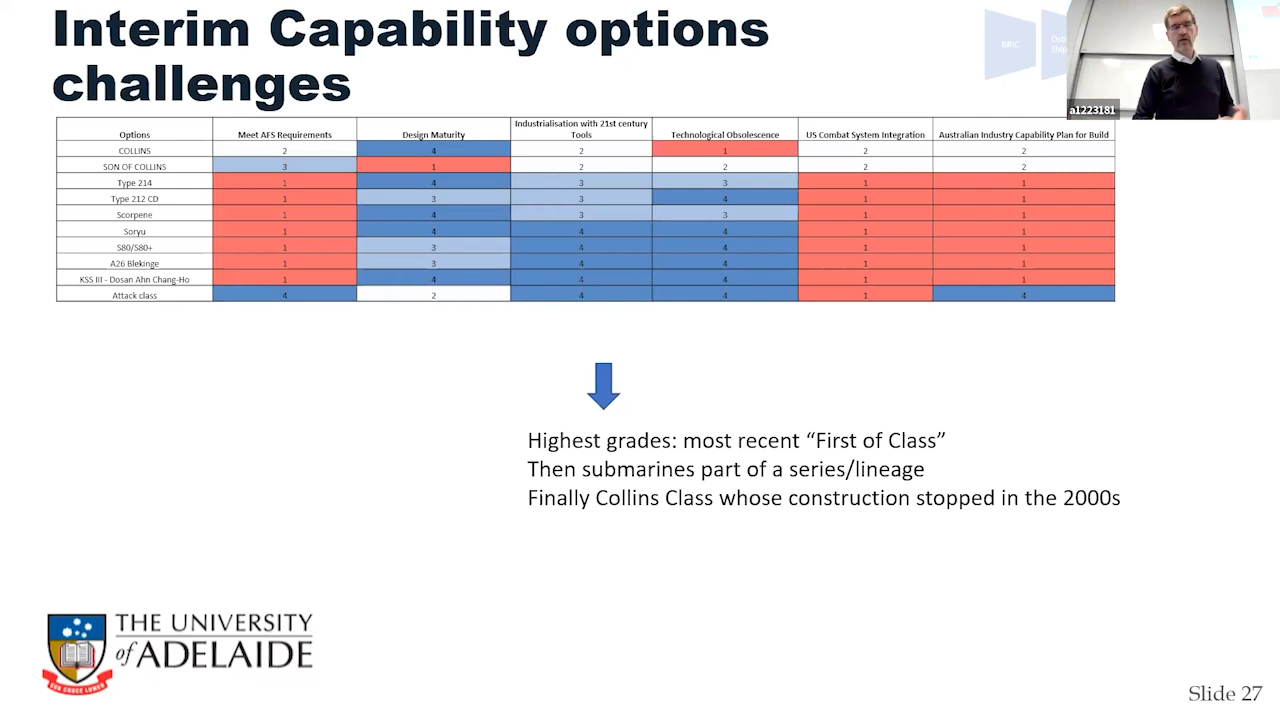 Interim Capability options
challenges
BIRC
a1223181
Options Meet AFS Requirements Design Maturity Industrialisation with 21st century Tools Technological Obsolescence US Combat System Integration Australian Industry Capability Plan for Build
COLLINS 2 4 2 1 2 2
SON OF COLLINS 3 1 2 2 2 2
Type 214 1 4 3 3 1 1
Type 212 CD 1 3 3 4 1 1
Scorpene 1 4 3 3 1 1
Soryu 1 4 4 4 1 1
S80/S80+ 1 3 4 4 1 1
A26 Blekinge 1 3 4 4 1 1
KSS III - Dosan Ahn Chang-Ho 1 4 4 4 1 1
Attack class 4 2 4 4 1 4
Highest grades: most recent “First of Class”
Then submarines part of a series/lineage
Finally Collins Class whose construction stopped in the 2000s
THE UNIVERSITY
of ADELAIDE
SUB CRUCE LUMEN
Slide 27